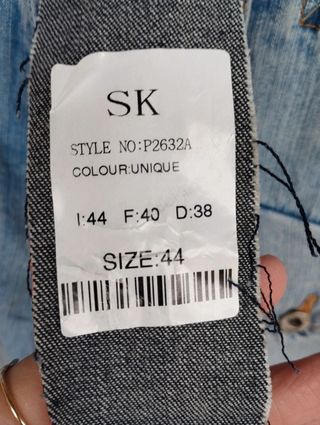 SK
STYLE NO:P2632A
COLOUR:UNIQUE
I:44 F:40 D:38
SIZE:44